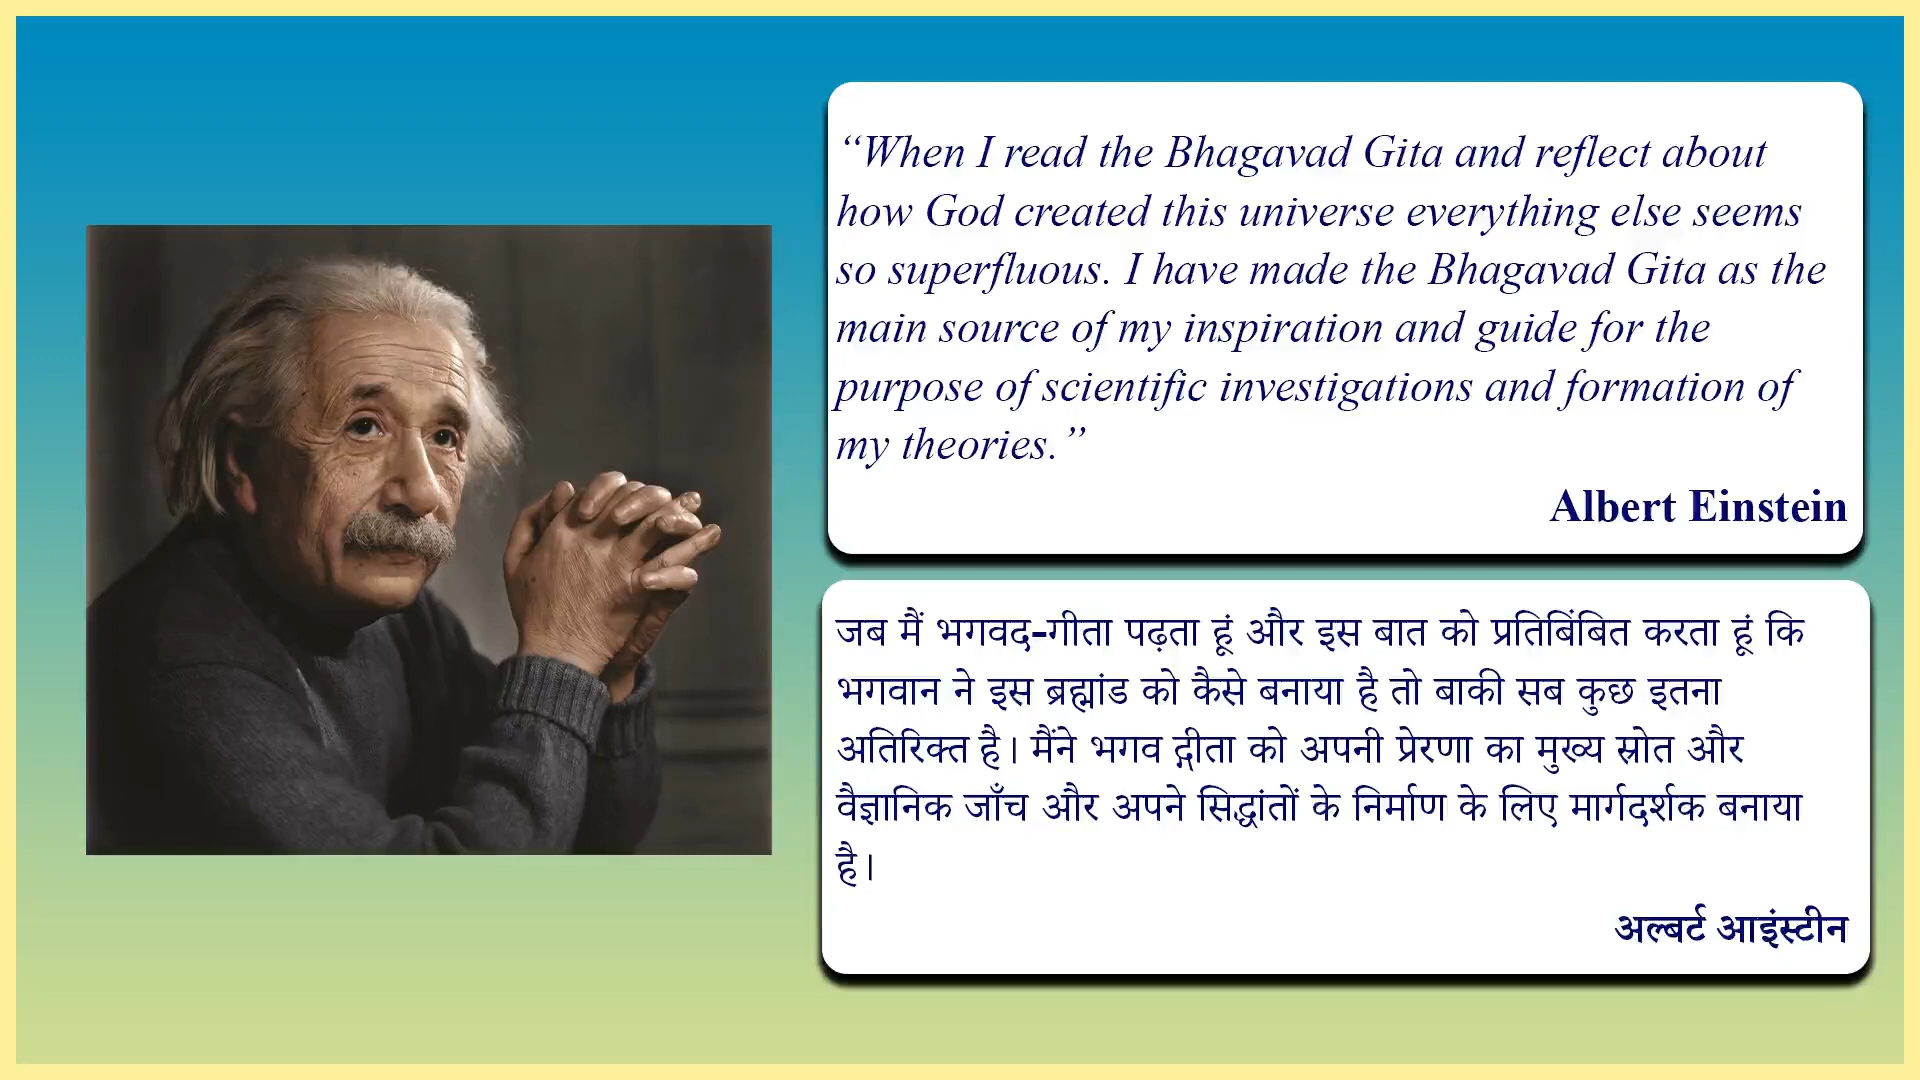 “When I read the Bhagavad Gita and reflect about
how God created this universe everything else seems
so superfluous. I have made the Bhagavad Gita as the
main source of my inspiration and guide for the
purpose of scientific investigations and formation of
my theories.”
Albert Einstein
जब मैं भगवद-गीता पढ़ता हूं और इस बात को प्रतिबिंबित करता हूं कि
भगवान ने इस ब्रह्मांड को कैसे बनाया है तो बाकी सब कुछ इतना
अतिरिक्त है। मैंने भगव द्गीता को अपनी प्रेरणा का मुख्य स्रोत और
वैज्ञानिक जाँच और अपने सिद्धांतों के निर्माण के लिए मार्गदर्शक बनाया
है।
अल्बर्ट आइंस्टीन